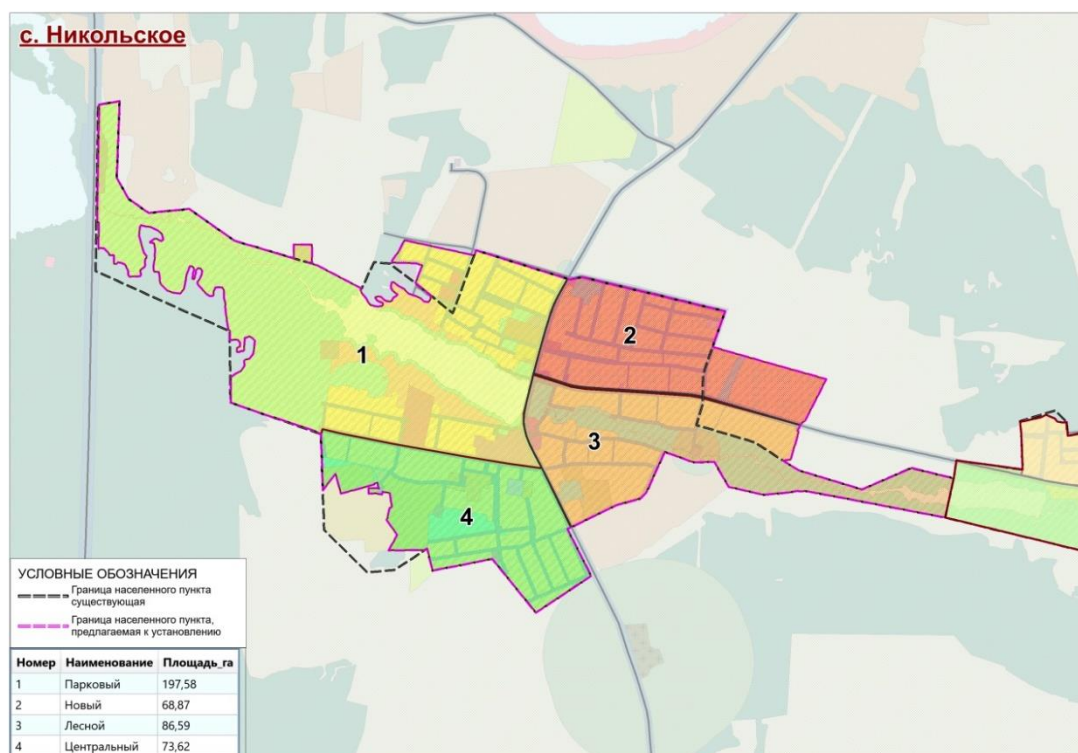 с. Никольское
1
2
3
4
УСЛОВНЫЕ ОБОЗНАЧЕНИЯ
Граница населенного пункта
существующая
Граница населенного пункта,
предлагаемая к установлению
Номер Наименование Площадь_га
1 Парковый 197,58
2 Новый 68,87
3 Лесной 86,59
4 Центральный 73,62